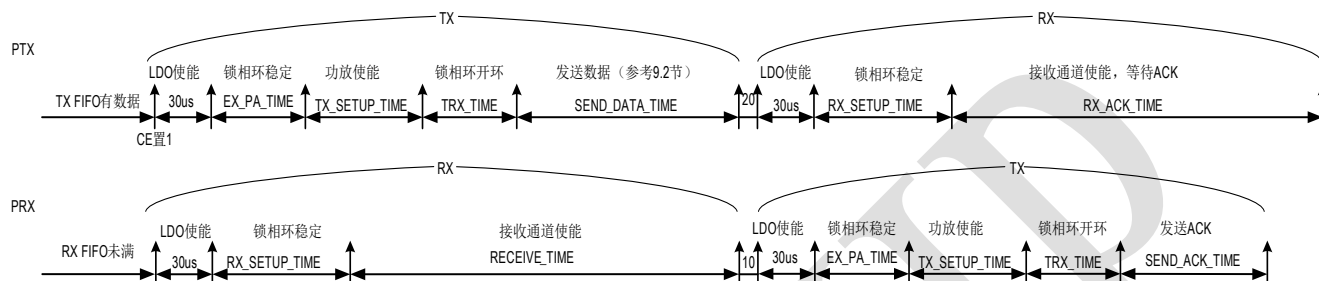 TX
RX
PTX
LDO使能
锁相环稳定
功放使能
锁相环开环
发送数据（参考9.2节）
LDO使能
锁相环稳定
接收通道使能，等待ACK
TX FIFO有数据
30us
EX_PA_TIME
TX_SETUP_TIME
TRX_TIME
SEND_DATA_TIME
20
30us
RX_SETUP_TIME
RX_ACK_TIME
CE置1
RX
TX
PRX
LDO使能
锁相环稳定
接收通道使能
LDO使能
锁相环稳定
功放使能
锁相环开环
发送ACK
RX FIFO未满
30us
RX_SETUP_TIME
RECEIVE_TIME
10
30us
EX_PA_TIME
TX_SETUP_TIME
TRX_TIME
SEND_ACK_TIME